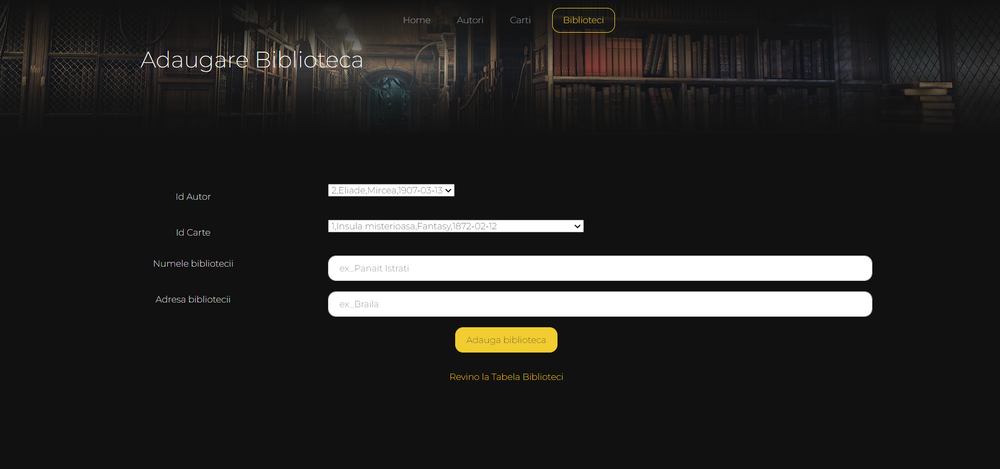 Home Autori Carti Biblioteci
Adaugare Biblioteca
Id Autor 2,Eliade,Mircea,1907-03-13
Id Carte 1,Insula misterioasa,Fantasy,1872-02-12
Numele bibliotecii ex_Panait Istrati
Adresa bibliotecii ex_Braila
Adauga biblioteca
Revino la Tabela Biblioteci